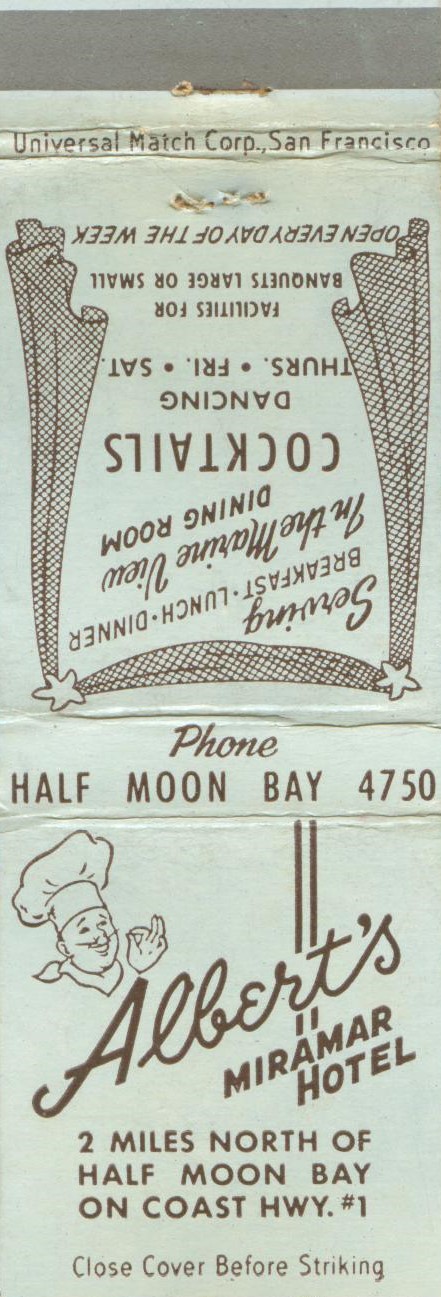 Universal Match Corp., San Francisco
Serving
BREAKFAST • LUNCH • DINNER
In the Marine View
DINING ROOM
COCKTAILS
DANCING
THURS. • FRI. • SAT.
FACILITIES FOR
BANQUETS LARGE OR SMALL
OPEN EVERY DAY OF THE WEEK
Phone
HALF MOON BAY 4750
Albert's
MIRAMAR
HOTEL
2 MILES NORTH OF
HALF MOON BAY
ON COAST HWY. #1
Close Cover Before Striking